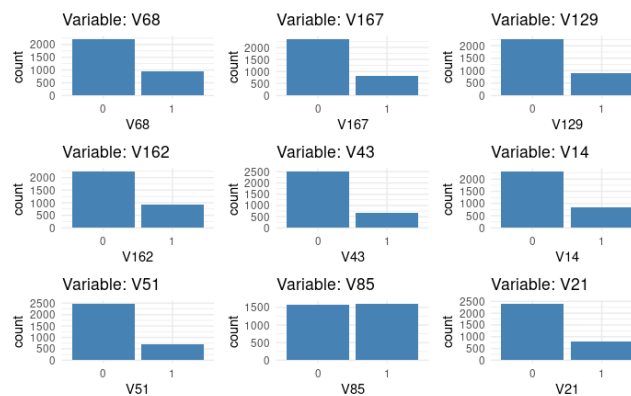 Variable: V68
2000
1500
1000
500
0
count
0 1
V68
Variable: V167
2000
1500
1000
500
0
count
0 1
V167
Variable: V129
2000
1500
1000
500
0
count
0 1
V129
Variable: V162
2000
1500
1000
500
0
count
0 1
V162
Variable: V43
2500
2000
1500
1000
500
0
count
0 1
V43
Variable: V14
2000
1500
1000
500
0
count
0 1
V14
Variable: V51
2500
2000
1500
1000
500
0
count
0 1
V51
Variable: V85
1500
1000
500
0
count
0 1
V85
Variable: V21
2500
2000
1500
1000
500
0
count
0 1
V21